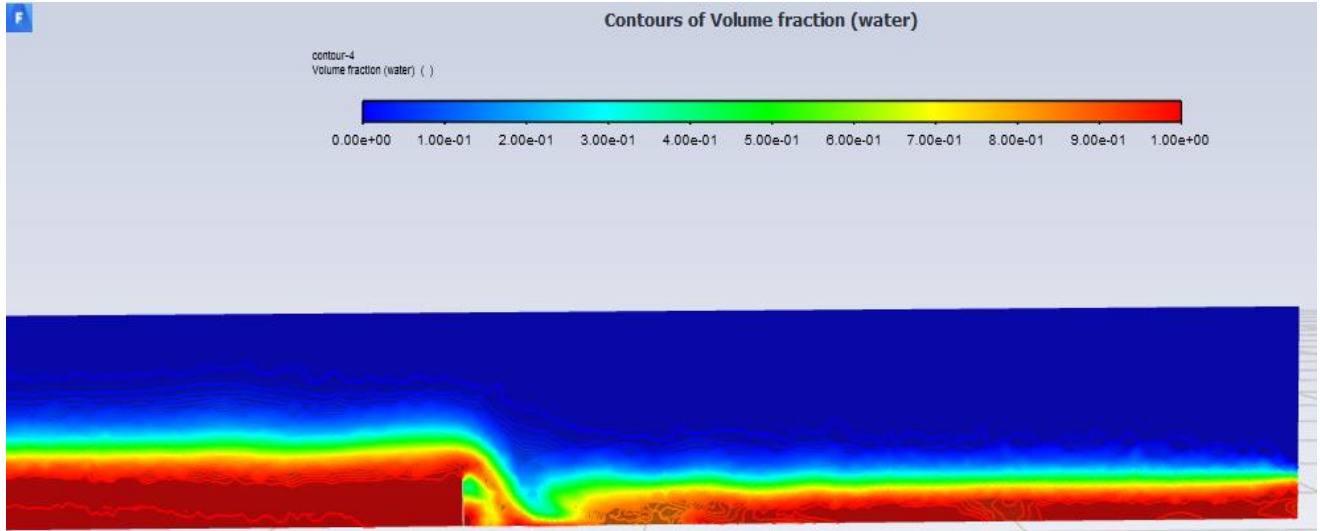 F
Contours of Volume fraction (water)
contour-4
Volume fraction (water) ( )
0.00e+00 1.00e-01 2.00e-01 3.00e-01 4.00e-01 5.00e-01 6.00e-01 7.00e-01 8.00e-01 9.00e-01 1.00e+00